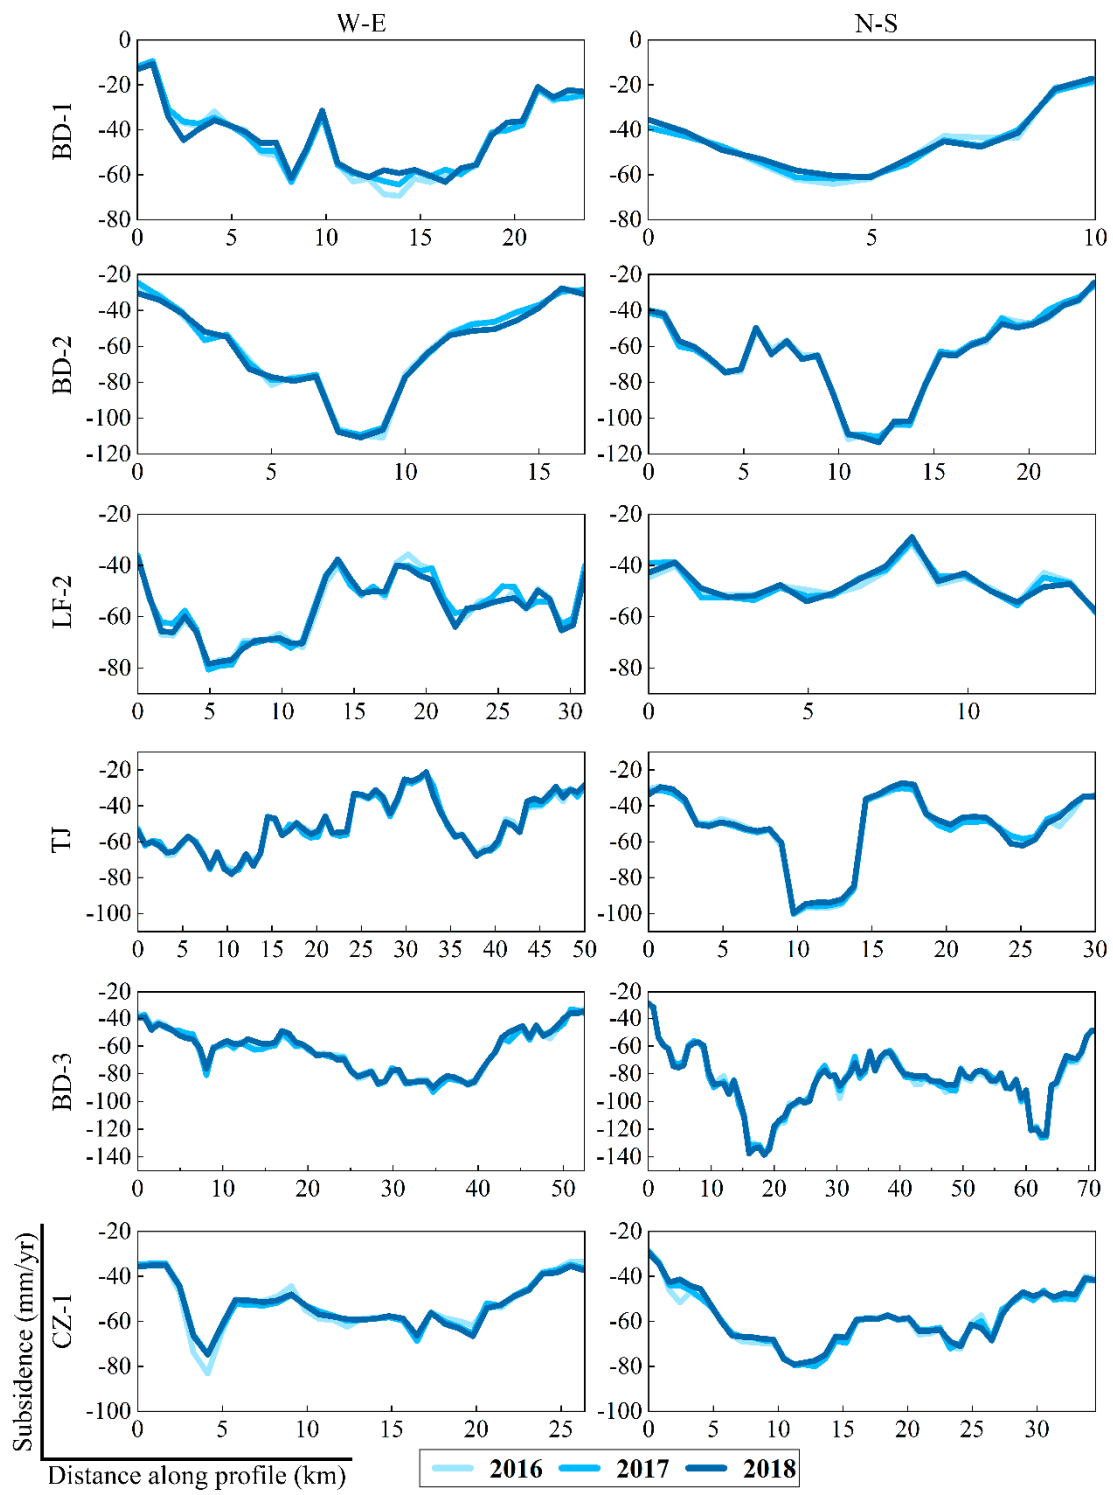 W-E N-S
BD-1
0 0
-20 -20
-40 -40
-60 -60
-80 -80
0 5 10 15 20 0 5 10
BD-2
-20 -20
-40 -40
-60 -60
-80 -80
-100 -100
-120 -120
0 5 10 15 0 5 10 15 20
LF-2
-20 -20
-40 -40
-60 -60
-80 -80
0 5 10 15 20 25 30 0 5 10
TJ
-20 -20
-40 -40
-60 -60
-80 -80
-100 -100
0 5 10 15 20 25 30 35 40 45 50 0 5 10 15 20 25 30
BD-3
-20 -20
-40 -40
-60 -60
-80 -80
-100 -100
-120 -120
-140 -140
0 10 20 30 40 50 0 10 20 30 40 50 60 70
CZ-1
-20 -20
-40 -40
-60 -60
-80 -80
-100 -100
0 5 10 15 20 25 0 5 10 15 20 25 30
Subsidence (mm/yr)
Distance along profile (km)
2016 2017 2018